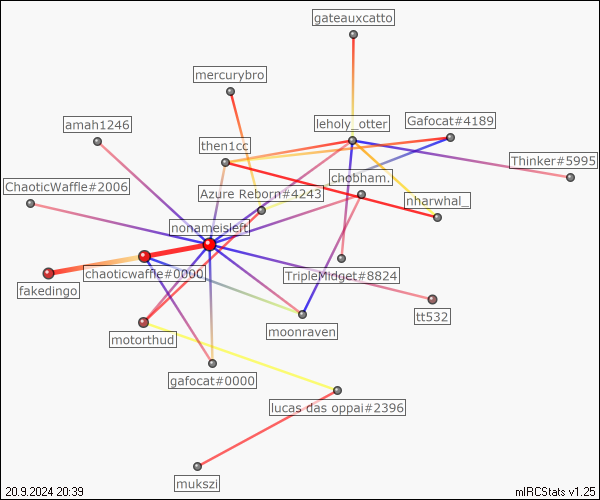 gateauxcatto
mercurybro
amah1246
leholy_otter
Gafocat#4189
then1cc
Thinker#5995
chobham.
ChaoticWaffle#2006
Azure Reborn#4243
nharwhal_
nonameisleft.
chaoticwaffle#0000
TripleMidget#8824
fakedingo
tt532
moonraven
motorthud
gafocat#0000
lucas das oppai#2396
mukszi
20.9.2024 20:39
mIRCStats v1.25